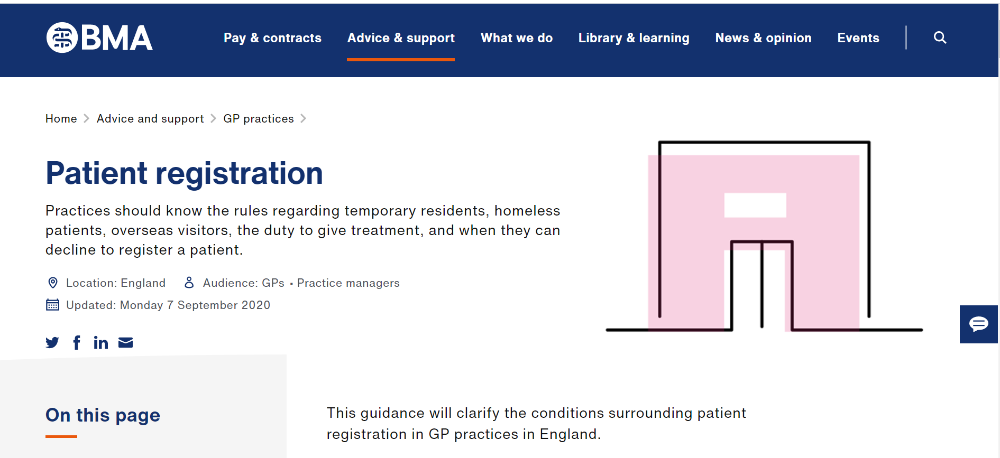 BMA
Pay & contracts
Advice & support
What we do
Library & learning
News & opinion
Events
Home
Advice and support
GP practices
Patient registration
Practices should know the rules regarding temporary residents, homeless
patients, overseas visitors, the duty to give treatment, and when they can
decline to register a patient.
Location: England
Audience: GPs • Practice managers
Updated: Monday 7 September 2020
On this page
This guidance will clarify the conditions surrounding patient
registration in GP practices in England.